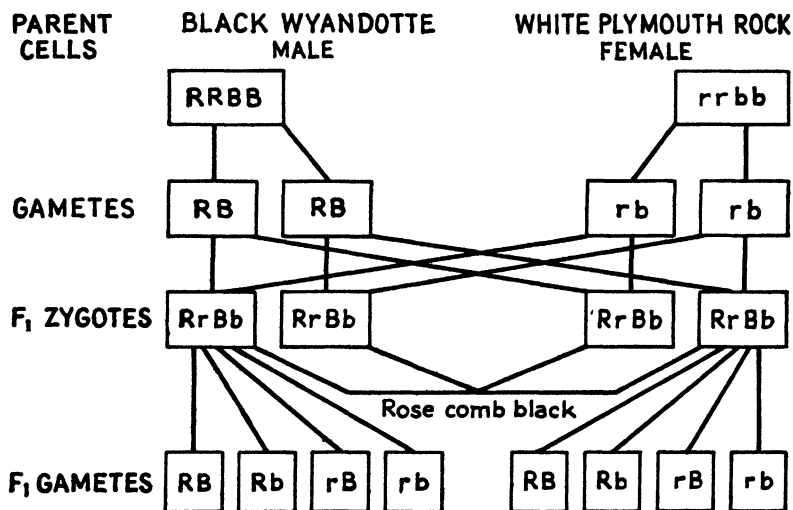 PARENT CELLS
BLACK WYANDOTTE MALE
WHITE PLYMOUTH ROCK FEMALE
RRBB rrbb
GAMETES RB RB rb rb
F₁ ZYGOTES RrBb RrBb RrBb RrBb
Rose comb black
F₁ GAMETES RB Rb rB rb RB Rb rB rb